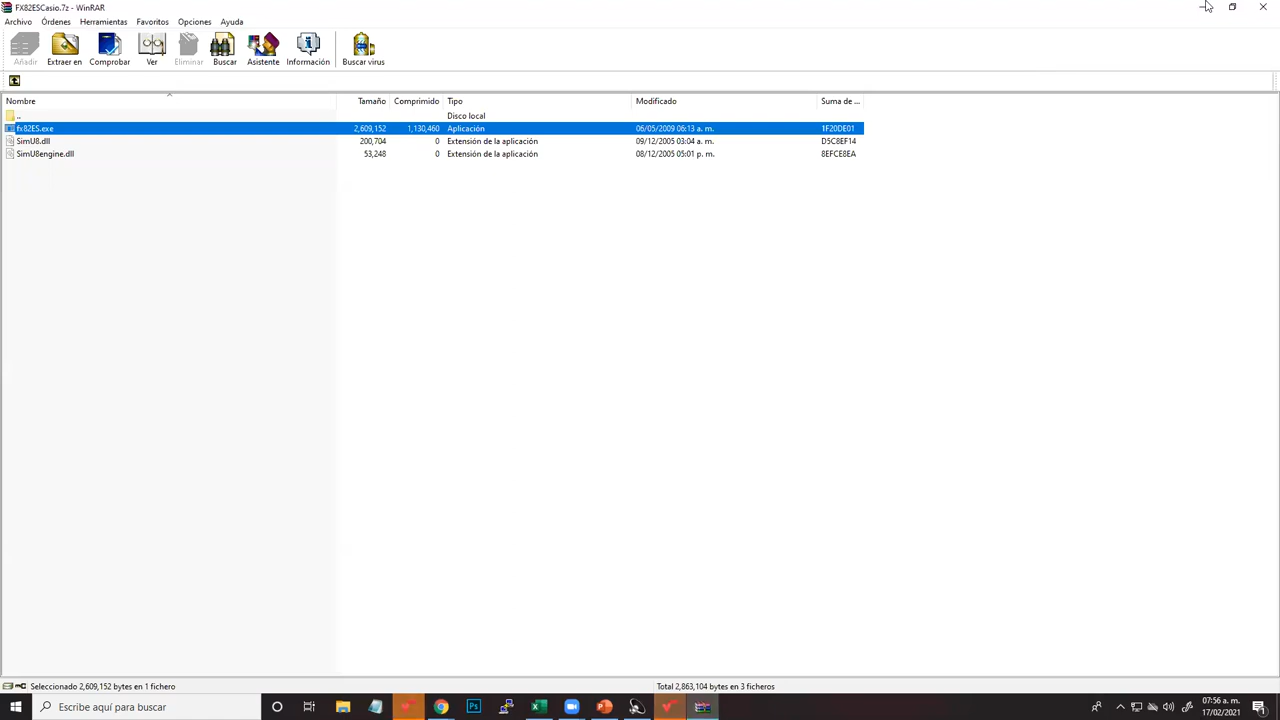 FX82ESCasio.7z - WinRAR
Archivo Órdenes Herramientas Favoritos Opciones Ayuda
Añadir Extraer en Comprobar Ver Eliminar Buscar Asistente Información Buscar virus
Nombre Tamaño Comprimido Tipo Modificado Suma de ...
.. Disco local
fx82ES.exe 2,609,152 1,130,460 Aplicación 06/05/2009 06:13 a. m. 1F20DE01
SimU8.dll 200,704 0 Extensión de la aplicación 09/12/2005 03:04 a. m. D5C8EF14
SimU8engine.dll 53,248 0 Extensión de la aplicación 08/12/2005 05:01 p. m. 8EFCE8EA
Seleccionado 2,609,152 bytes en 1 fichero Total 2,863,104 bytes en 3 ficheros
Escribe aquí para buscar
07:56 a. m.
17/02/2021